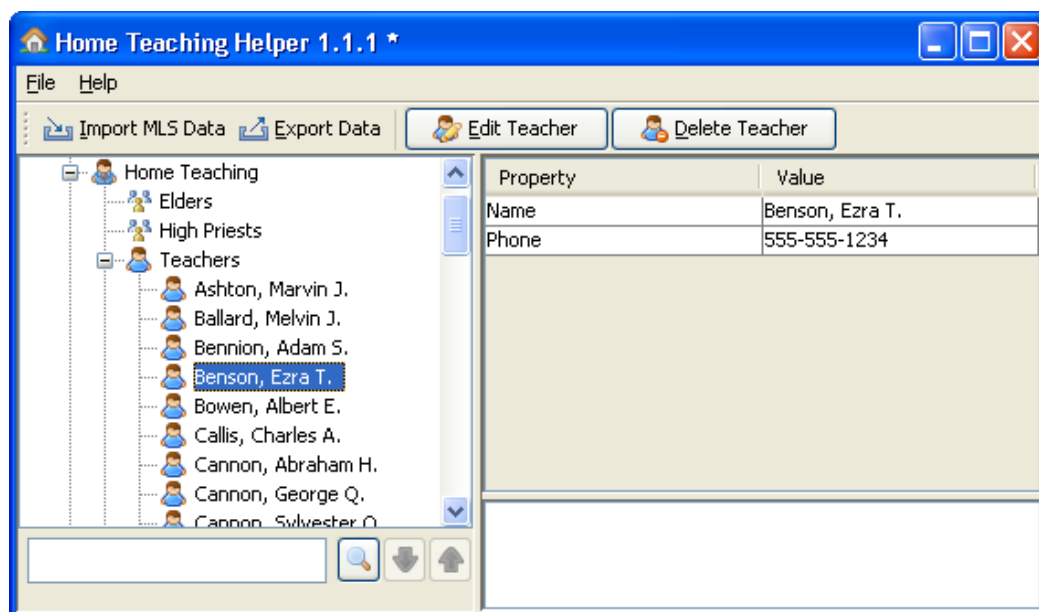 Home Teaching Helper 1.1.1 *
File Help
Import MLS Data Export Data Edit Teacher Delete Teacher
Home Teaching
Elders
High Priests
Teachers
Ashton, Marvin J.
Ballard, Melvin J.
Bennion, Adam S.
Benson, Ezra T.
Bowen, Albert E.
Callis, Charles A.
Cannon, Abraham H.
Cannon, George Q.
Cannon, Sylvester Q
Property Value
Name Benson, Ezra T.
Phone 555-555-1234